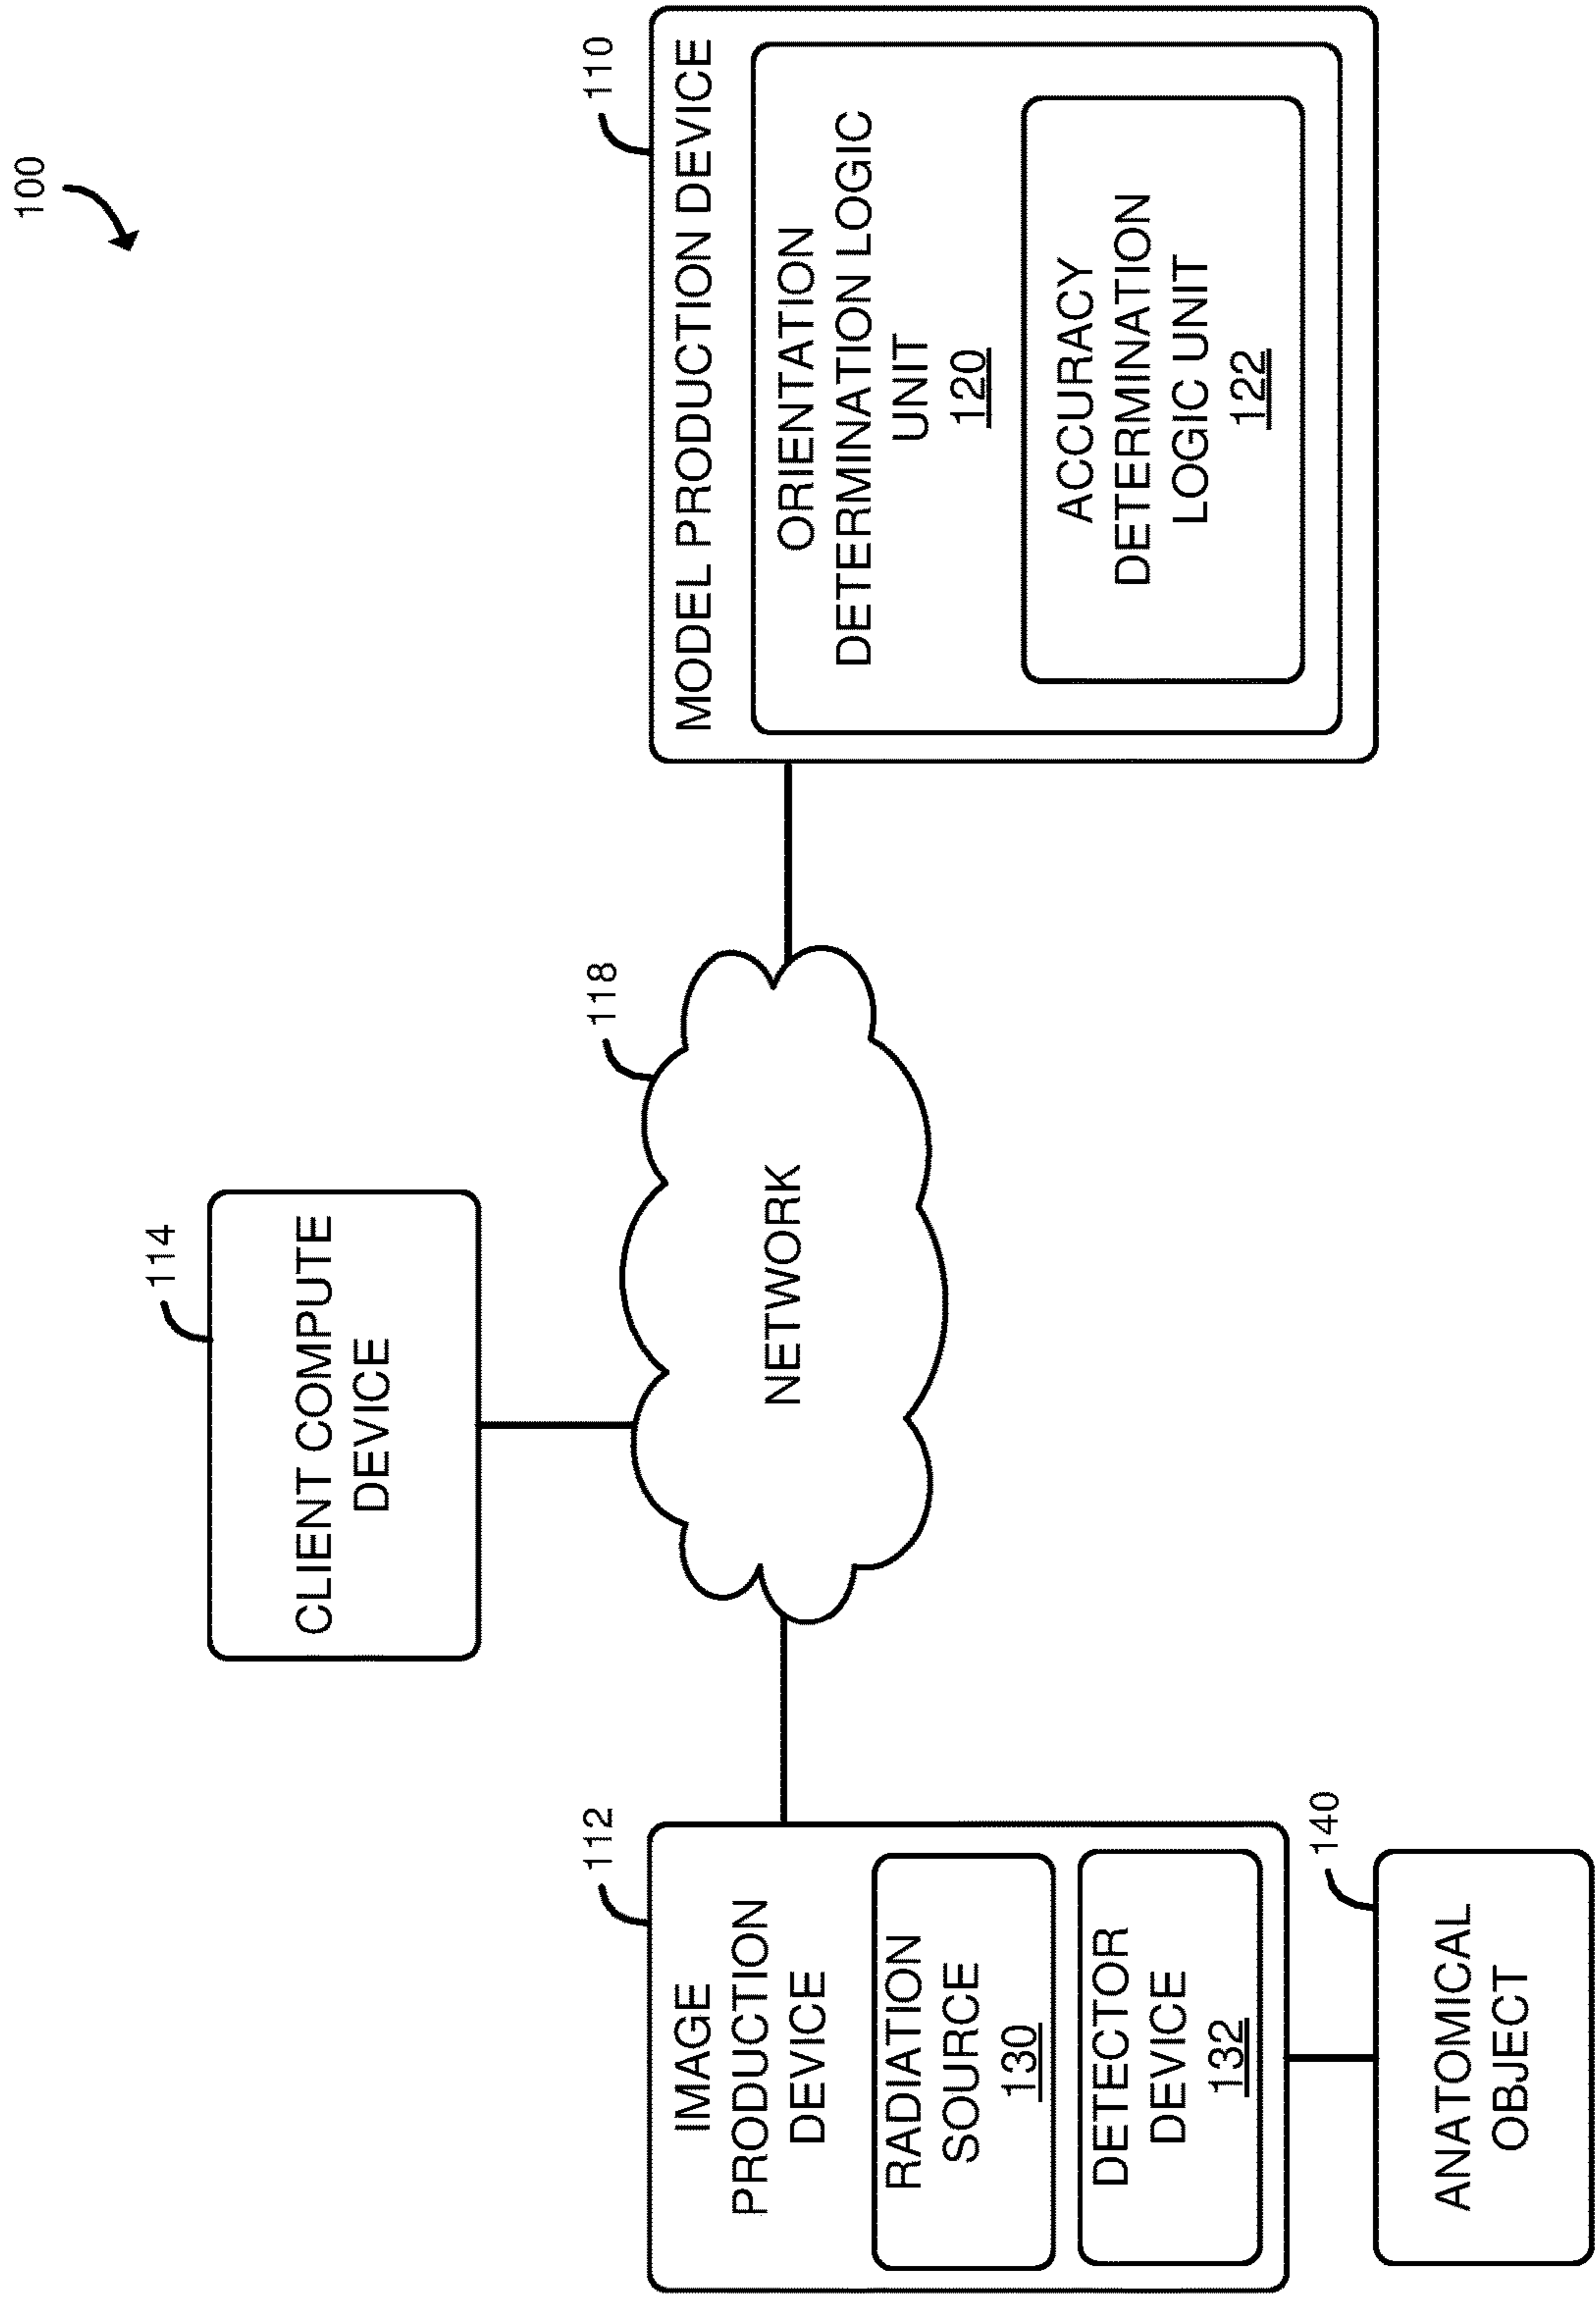 100
114
CLIENT COMPUTE
DEVICE
112
IMAGE
PRODUCTION
DEVICE
RADIATION
SOURCE
130
DETECTOR
DEVICE
132
140
ANATOMICAL
OBJECT
118
NETWORK
110
MODEL PRODUCTION DEVICE
ORIENTATION
DETERMINATION LOGIC
UNIT
120
ACCURACY
DETERMINATION
LOGIC UNIT
122